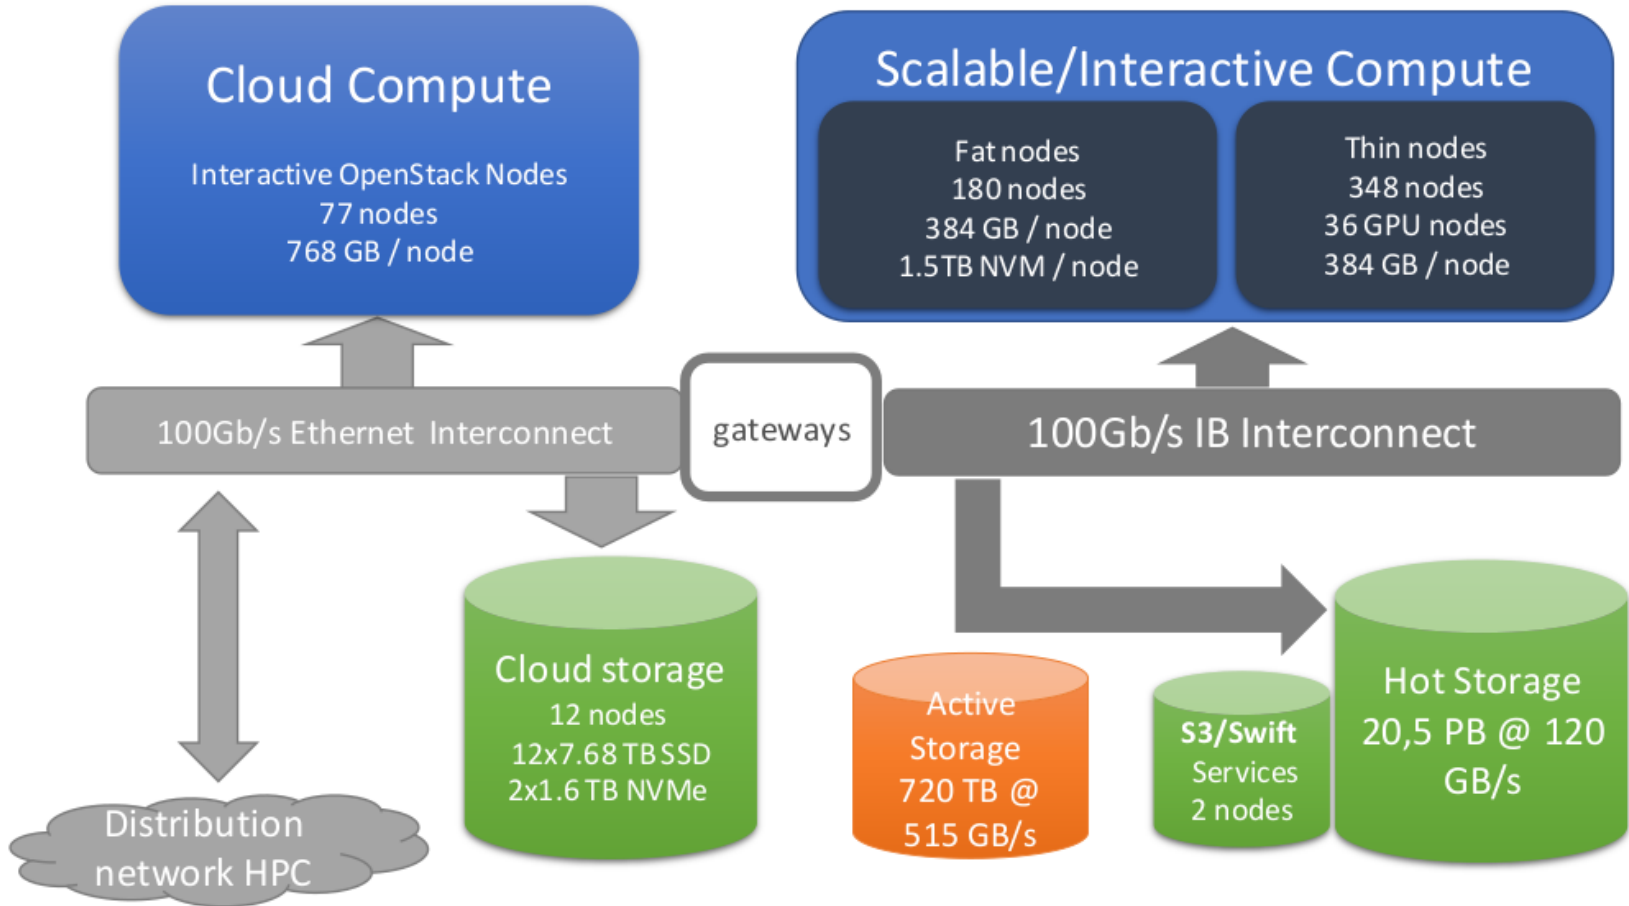 Cloud Compute
Interactive OpenStack Nodes
77 nodes
768 GB / node
Scalable/Interactive Compute
Fat nodes
180 nodes
384 GB / node
1.5TB NVM / node
Thin nodes
348 nodes
36 GPU nodes
384 GB / node
100Gb/s Ethernet Interconnect
gateways
100Gb/s IB Interconnect
Distribution
network HPC
Cloud storage
12 nodes
12x7.68 TB SSD
2x1.6 TB NVMe
Active
Storage
720 TB @
515 GB/s
S3/Swift
Services
2 nodes
Hot Storage
20,5 PB @ 120
GB/s